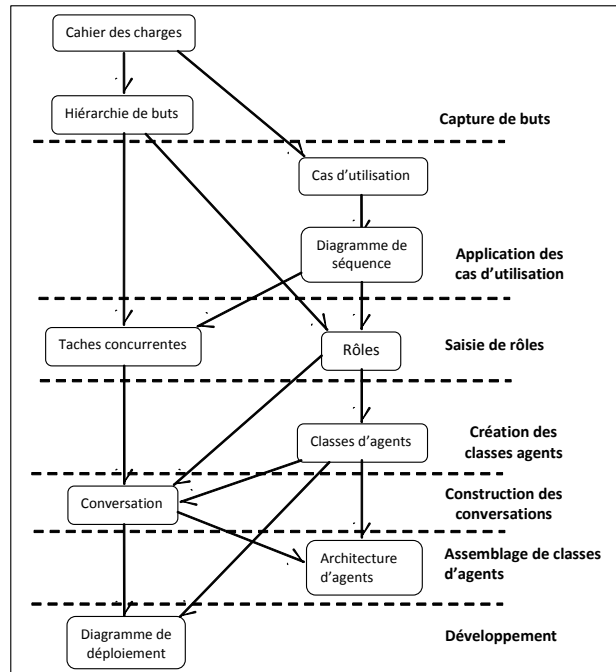 Cahier des charges
Hiérarchie de buts
Capture de buts
Cas d'utilisation
Diagramme de
séquence
Application des
cas d'utilisation
Taches concurrentes
Rôles
Saisie de rôles
Classes d'agents
Création des
classes agents
Conversation
Construction des
conversations
Architecture
d'agents
Assemblage de classes
d'agents
Diagramme de
déploiement
Développement